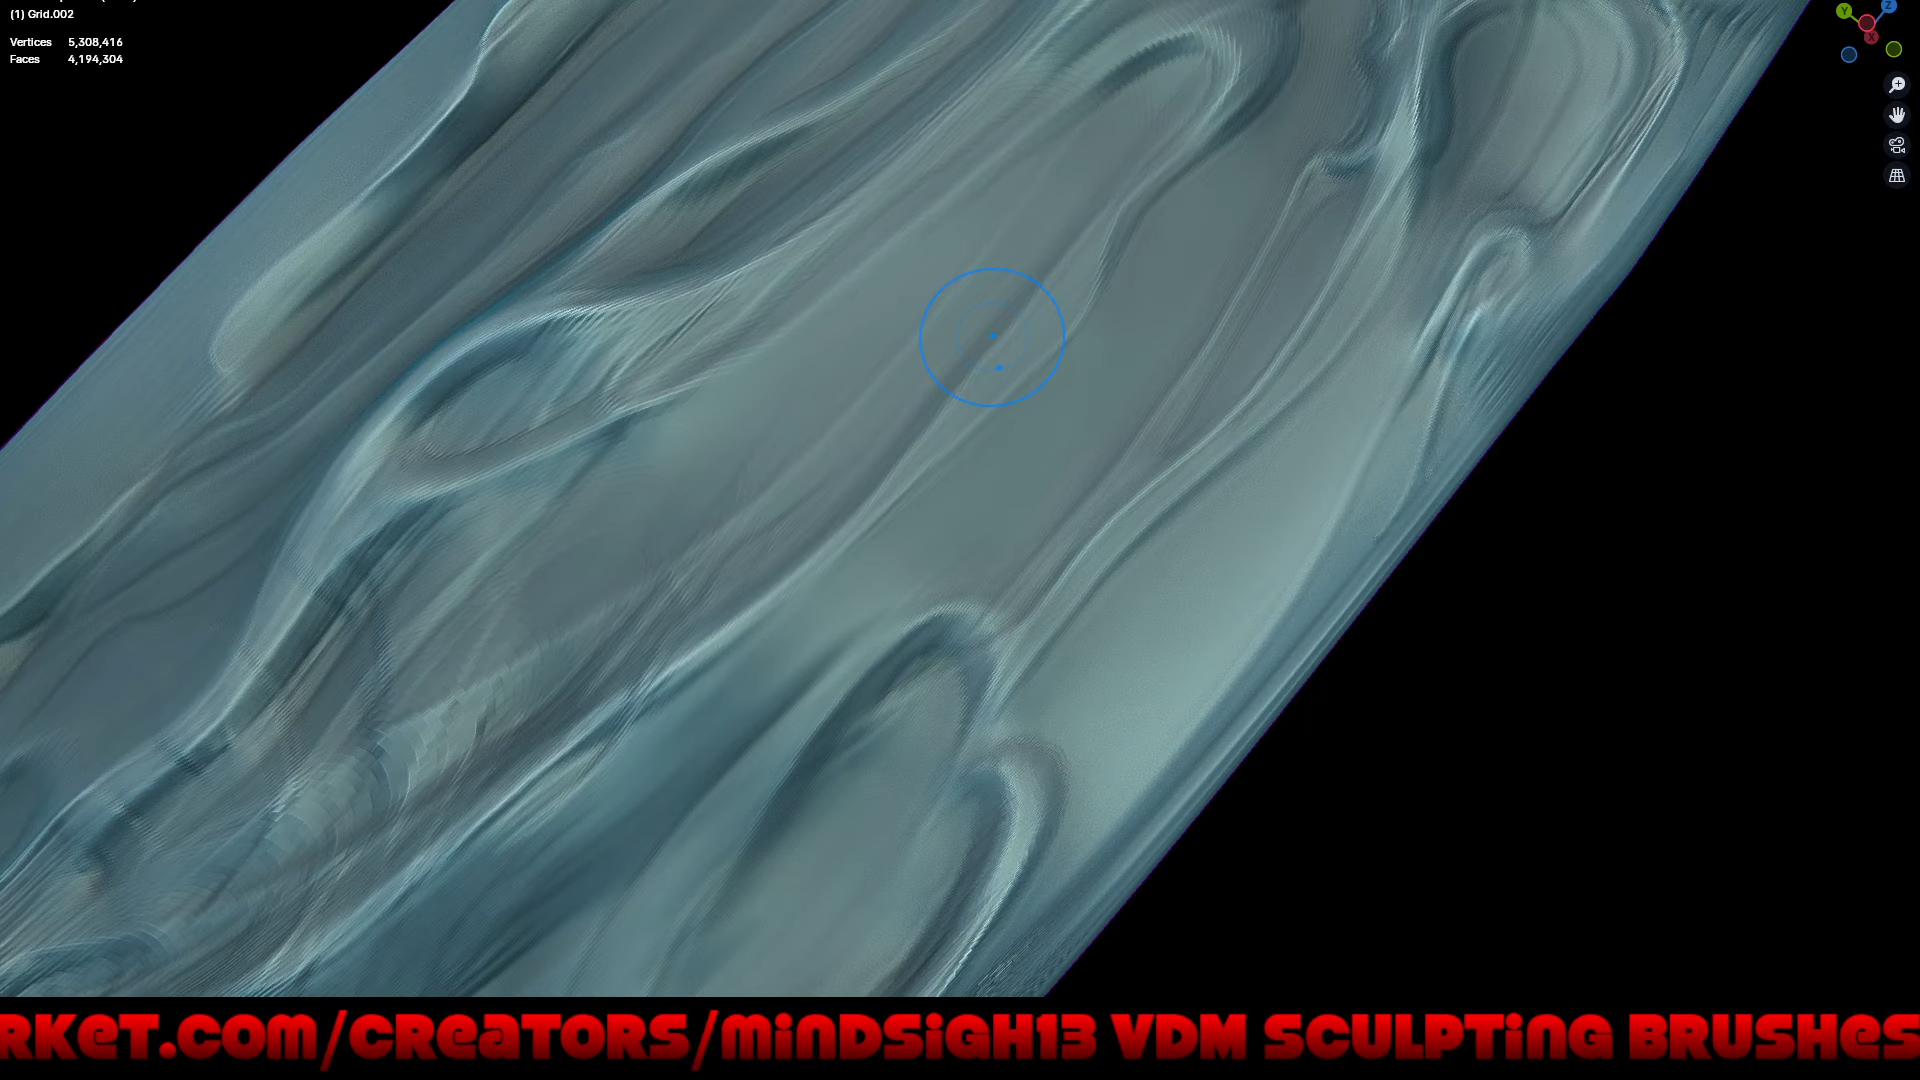 (1) Grid.002
Vertices 5,308,416
Faces 4,194,304
Y Z
X
RKET.COM/CREATORS/MINDSIGH13 VDM SCULPTING BRUSHES